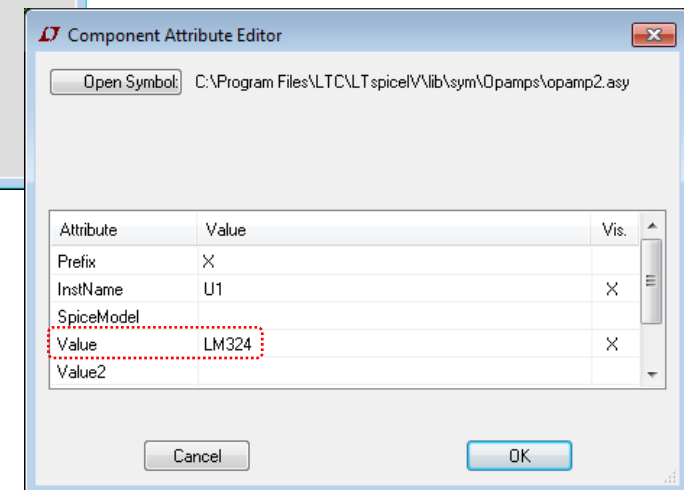 Component Attribute Editor
Open Symbol: C:\Program Files\LTC\LTspiceIV\lib\sym\Opamps\opamp2.asy
Attribute Value Vis.
Prefix X
InstName U1 X
SpiceModel
Value LM324 X
Value2
Cancel OK